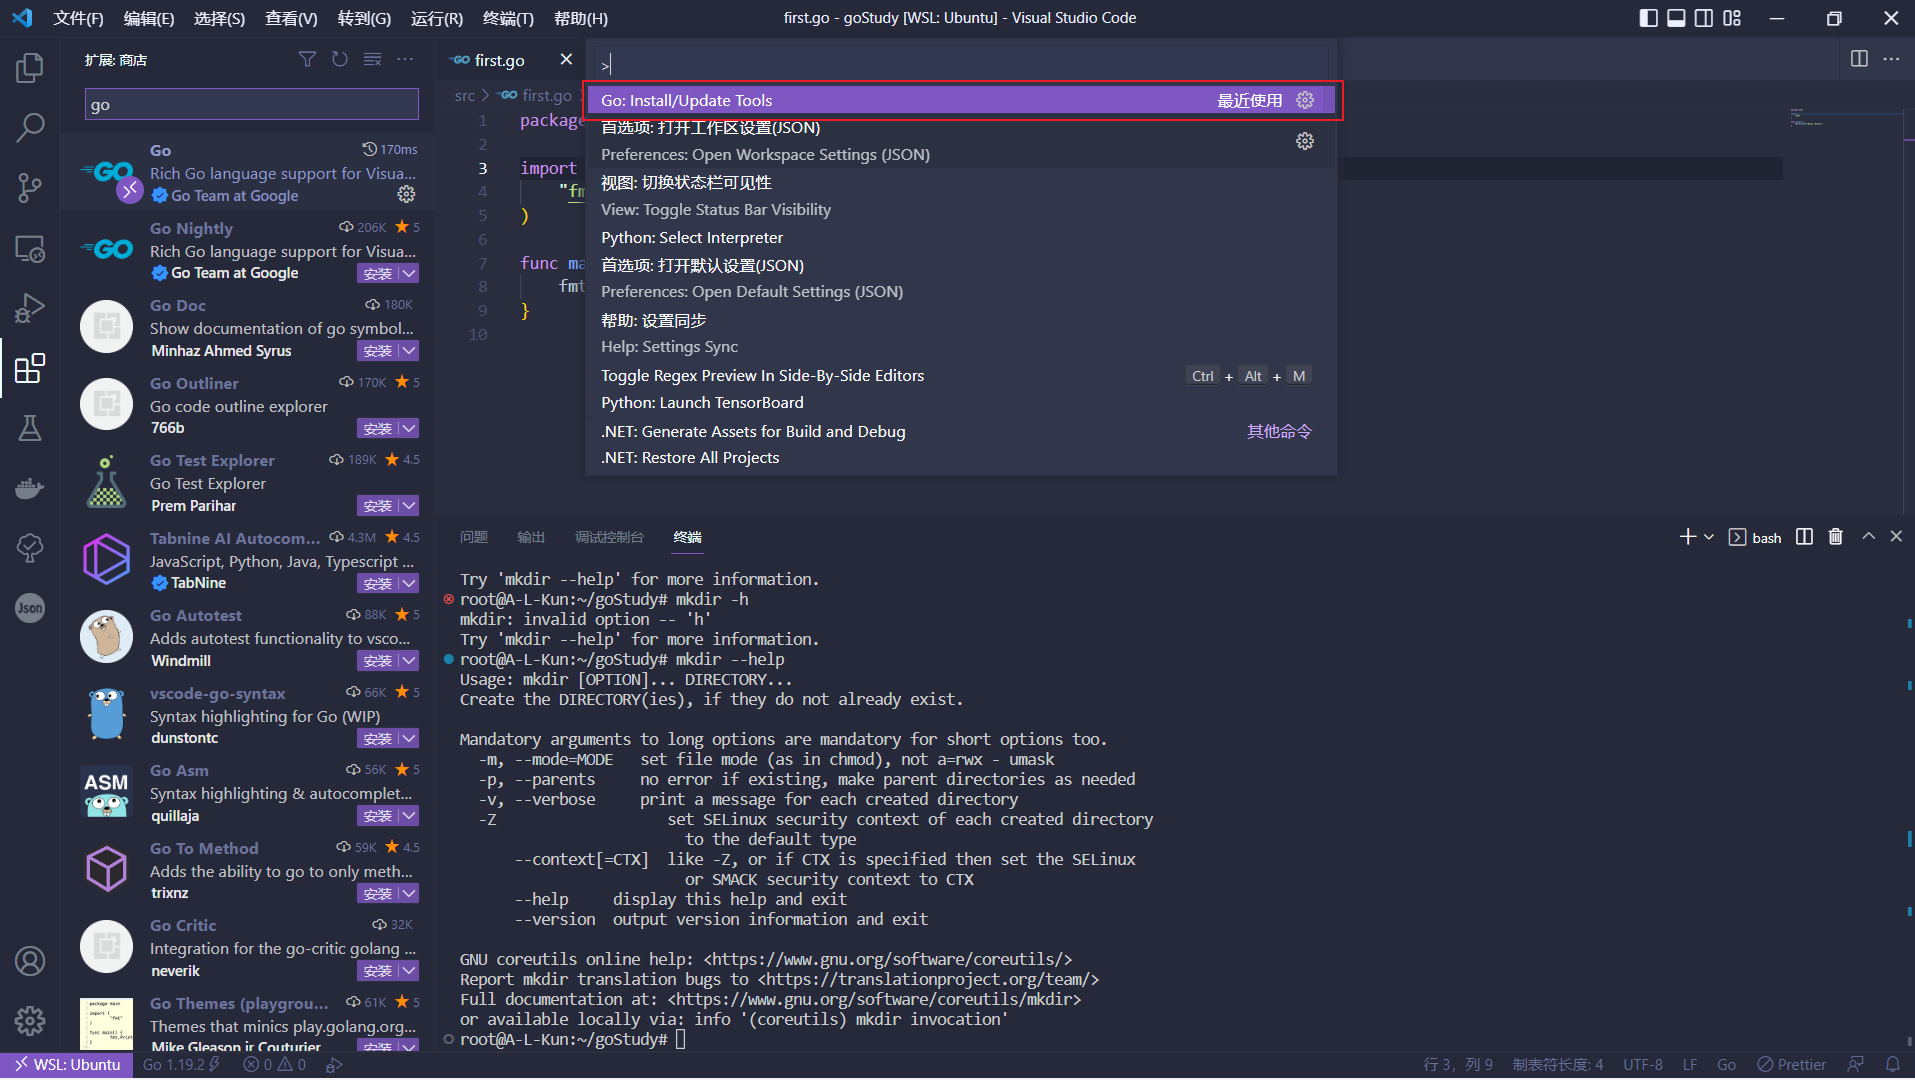 文件(F) 编辑(E) 选择(S) 查看(V) 转到(G) 运行(R) 终端(T) 帮助(H) first.go - goStudy [WSL: Ubuntu] - Visual Studio Code
扩展: 商店
go
Go 170ms
Rich Go language support for Visua...
Go Team at Google
Go Nightly 206K 5
Rich Go language support for Visua...
Go Team at Google 安装
Go Doc 180K
Show documentation of go symbol...
Minhaz Ahmed Syrus 安装
Go Outliner 170K 5
Go code outline explorer
766b 安装
Go Test Explorer 189K 4.5
Go Test Explorer
Prem Parihar 安装
Tabnine AI Autocom... 4.3M 4.5
JavaScript, Python, Java, Typescript ...
TabNine 安装
Go Autotest 88K 5
Adds autotest functionality to vsco...
Windmill 安装
vscode-go-syntax 66K 5
Syntax highlighting for Go (WIP)
dunstontc 安装
ASM
Go Asm 56K 5
Syntax highlighting & autocomplet...
quillaja 安装
Go To Method 59K 4.5
Adds the ability to go to only meth...
trixnz 安装
Go Critic 32K
Integration for the go-critic golang ...
neverik 安装
Go Themes (playgrou... 61K 5
Themes that minics play.golang.org...
Mike Gleason jr Couturier 安装
Json
first.go
src > first.go
1 package
2
3 import
4 "fm
5 )
6
7 func ma
8 fmt
9 }
10
>
Go: Install/Update Tools 最近使用
首选项: 打开工作区设置(JSON)
Preferences: Open Workspace Settings (JSON)
视图: 切换状态栏可见性
View: Toggle Status Bar Visibility
Python: Select Interpreter
首选项: 打开默认设置(JSON)
Preferences: Open Default Settings (JSON)
帮助: 设置同步
Help: Settings Sync
Toggle Regex Preview In Side-By-Side Editors Ctrl + Alt + M
Python: Launch TensorBoard
.NET: Generate Assets for Build and Debug 其他命令
.NET: Restore All Projects
问题 输出 调试控制台 终端 bash
Try 'mkdir --help' for more information.
root@A-L-Kun:~/goStudy# mkdir -h
mkdir: invalid option -- 'h'
Try 'mkdir --help' for more information.
root@A-L-Kun:~/goStudy# mkdir --help
Usage: mkdir [OPTION]... DIRECTORY...
Create the DIRECTORY(ies), if they do not already exist.
Mandatory arguments to long options are mandatory for short options too.
-m, --mode=MODE set file mode (as in chmod), not a=rwx - umask
-p, --parents no error if existing, make parent directories as needed
-v, --verbose print a message for each created directory
-Z set SELinux security context of each created directory
to the default type
--context[=CTX] like -Z, or if CTX is specified then set the SELinux
or SMACK security context to CTX
--help display this help and exit
--version output version information and exit
GNU coreutils online help: <https://www.gnu.org/software/coreutils/>
Report mkdir translation bugs to <https://translationproject.org/team/>
Full documentation at: <https://www.gnu.org/software/coreutils/mkdir>
or available locally via: info '(coreutils) mkdir invocation'
root@A-L-Kun:~/goStudy#
WSL: Ubuntu Go 1.19.2 0 0 行 3，列 9 制表符长度: 4 UTF-8 LF Go Prettier